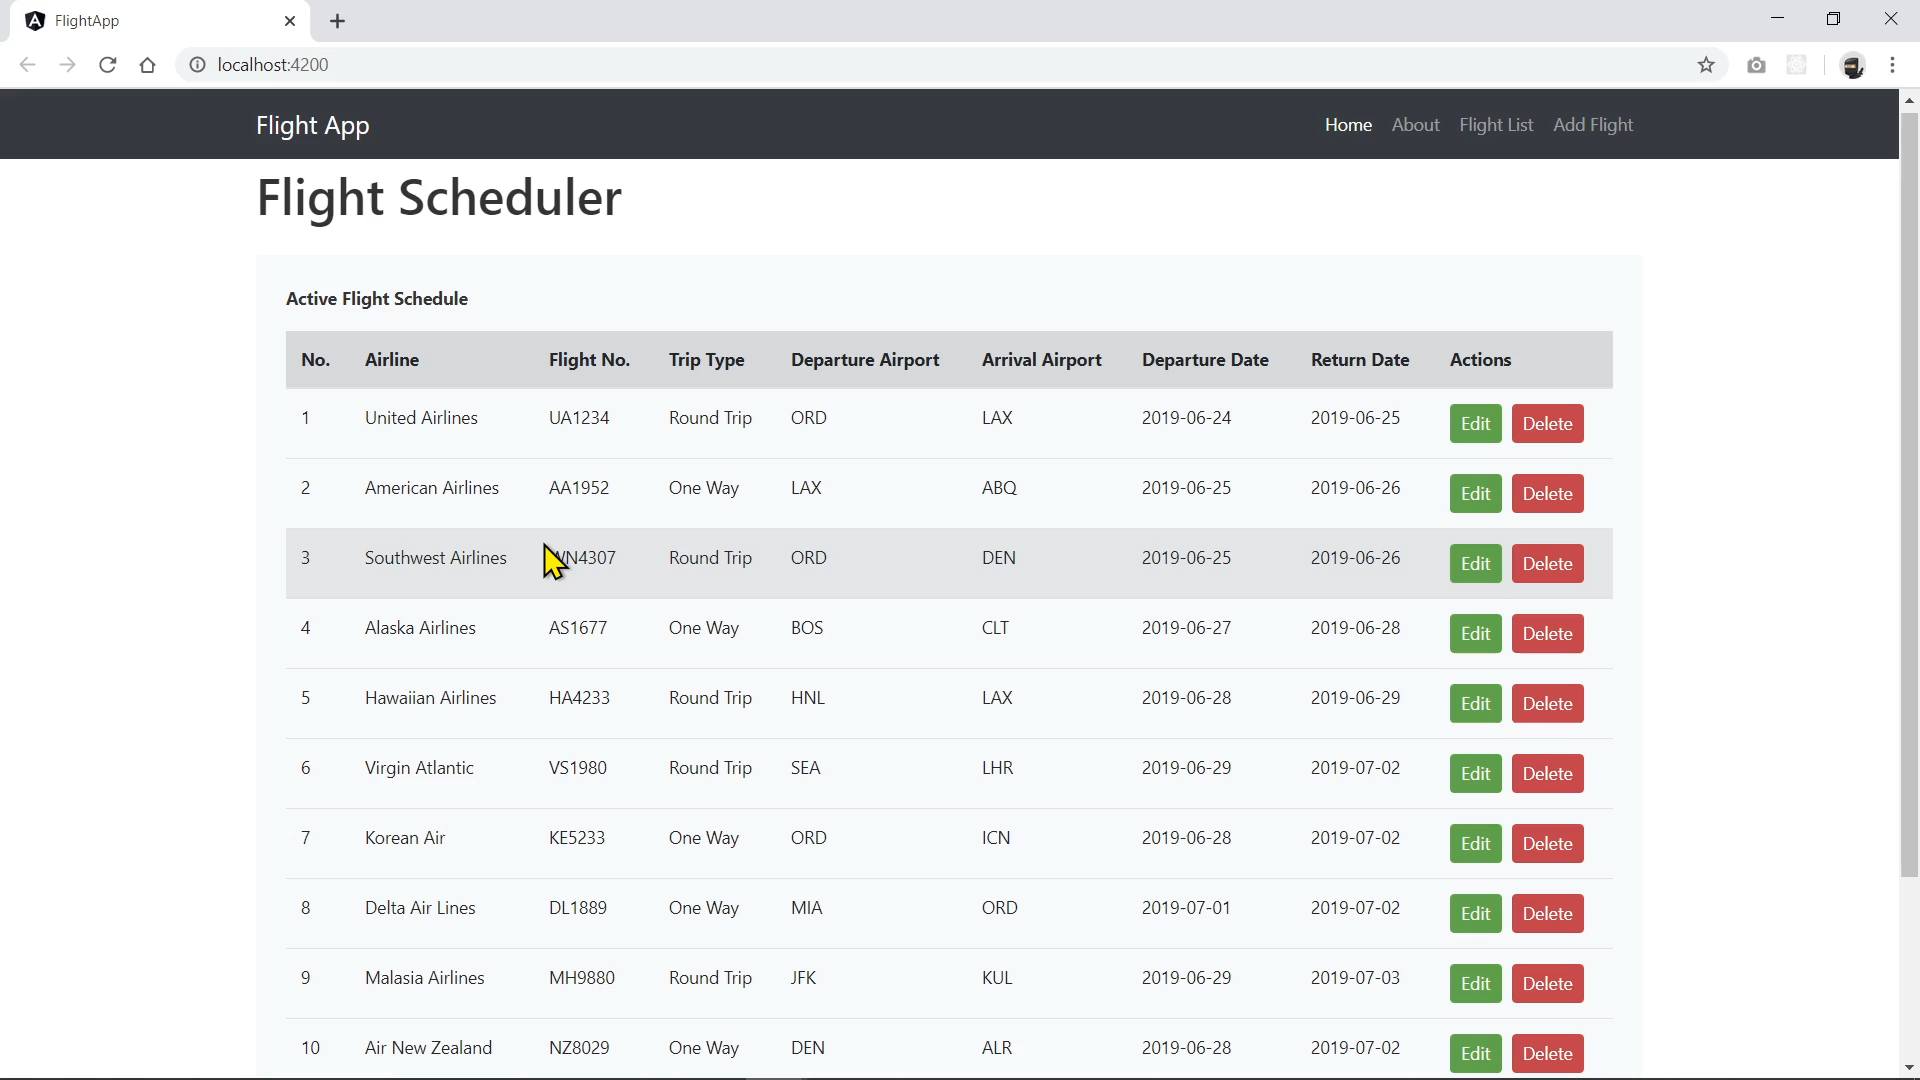 FlightApp
localhost:4200
Flight App Home About Flight List Add Flight
Flight Scheduler
Active Flight Schedule
No. Airline Flight No. Trip Type Departure Airport Arrival Airport Departure Date Return Date Actions
1 United Airlines UA1234 Round Trip ORD LAX 2019-06-24 2019-06-25 Edit Delete
2 American Airlines AA1952 One Way LAX ABQ 2019-06-25 2019-06-26 Edit Delete
3 Southwest Airlines WN4307 Round Trip ORD DEN 2019-06-25 2019-06-26 Edit Delete
4 Alaska Airlines AS1677 One Way BOS CLT 2019-06-27 2019-06-28 Edit Delete
5 Hawaiian Airlines HA4233 Round Trip HNL LAX 2019-06-28 2019-06-29 Edit Delete
6 Virgin Atlantic VS1980 Round Trip SEA LHR 2019-06-29 2019-07-02 Edit Delete
7 Korean Air KE5233 One Way ORD ICN 2019-06-28 2019-07-02 Edit Delete
8 Delta Air Lines DL1889 One Way MIA ORD 2019-07-01 2019-07-02 Edit Delete
9 Malasia Airlines MH9880 Round Trip JFK KUL 2019-06-29 2019-07-03 Edit Delete
10 Air New Zealand NZ8029 One Way DEN ALR 2019-06-28 2019-07-02 Edit Delete